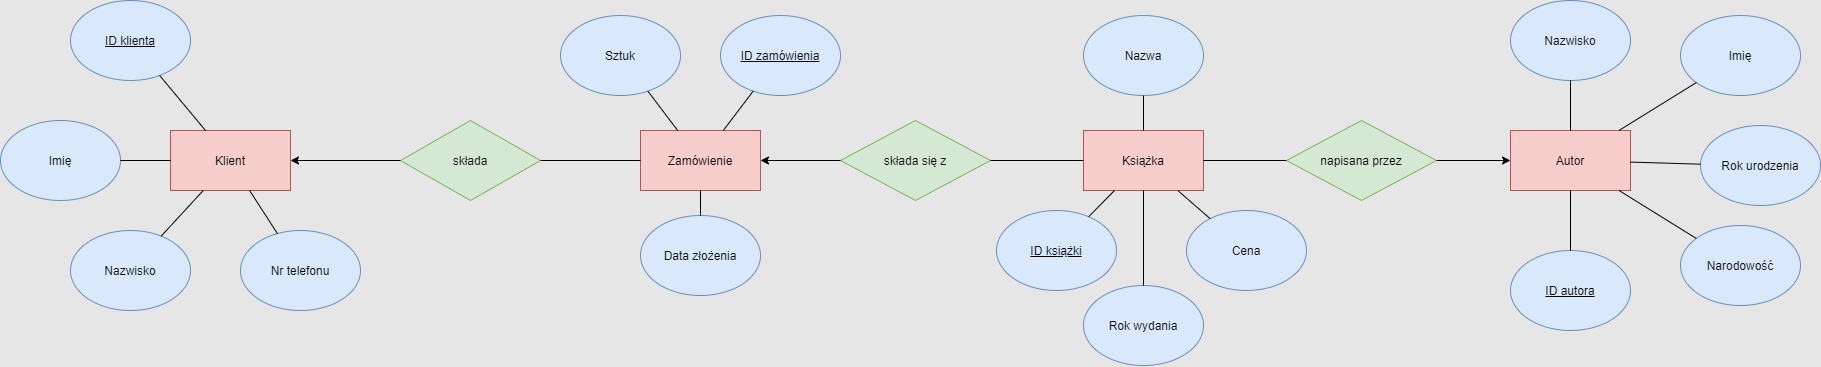 ID klienta
Imię
Klient
Nazwisko
Nr telefonu
składa
Sztuk
ID zamówienia
Zamówienie
Data złożenia
składa się z
Nazwa
Książka
ID książki
Cena
Rok wydania
napisana przez
Nazwisko
Imię
Autor
Rok urodzenia
Narodowość
ID autora